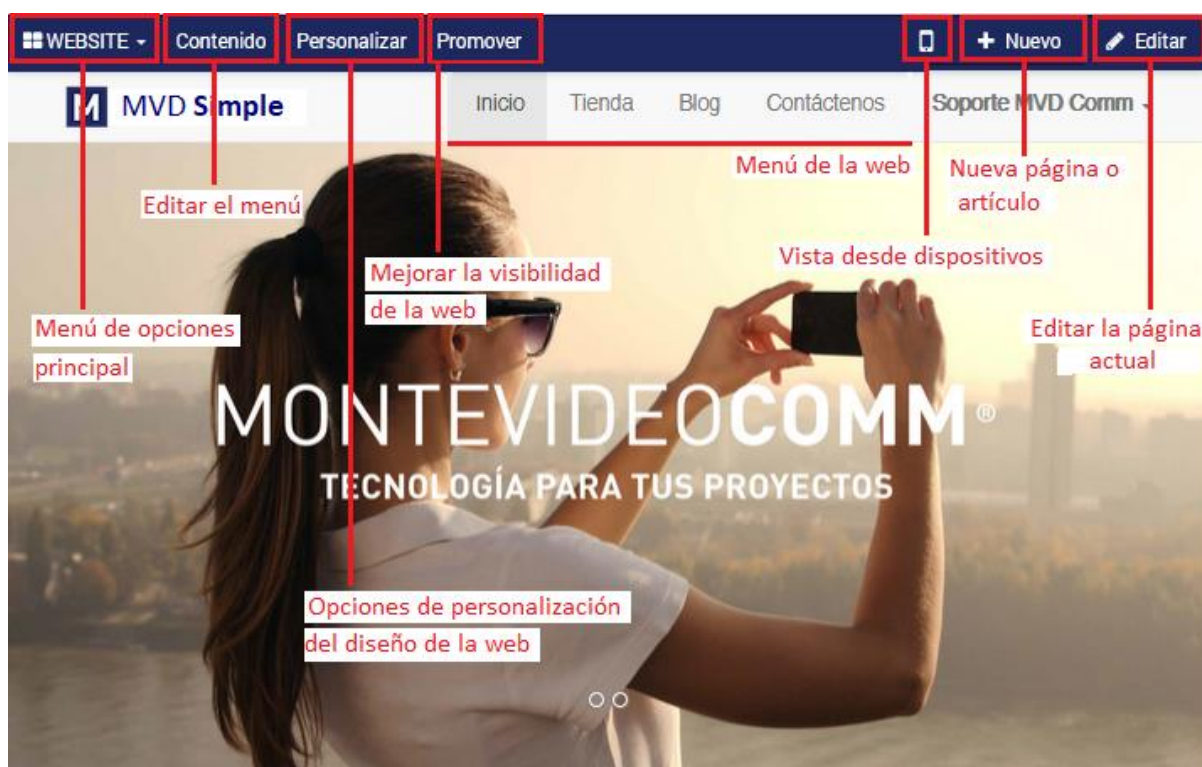 WEBSITE
Contenido
Personalizar
Promover
+ Nuevo
Editar
M MVD Simple
Inicio
Tienda
Blog
Contáctenos
Soporte MVD Comm
Menú de la web
Nueva página o
artículo
Editar el menú
Vista desde dispositivos
Mejorar la visibilidad
de la web
Menú de opciones
principal
Editar la página
actual
MONTEVIDEOCOMM®
TECNOLOGÍA PARA TUS PROYECTOS
Opciones de personalización
del diseño de la web